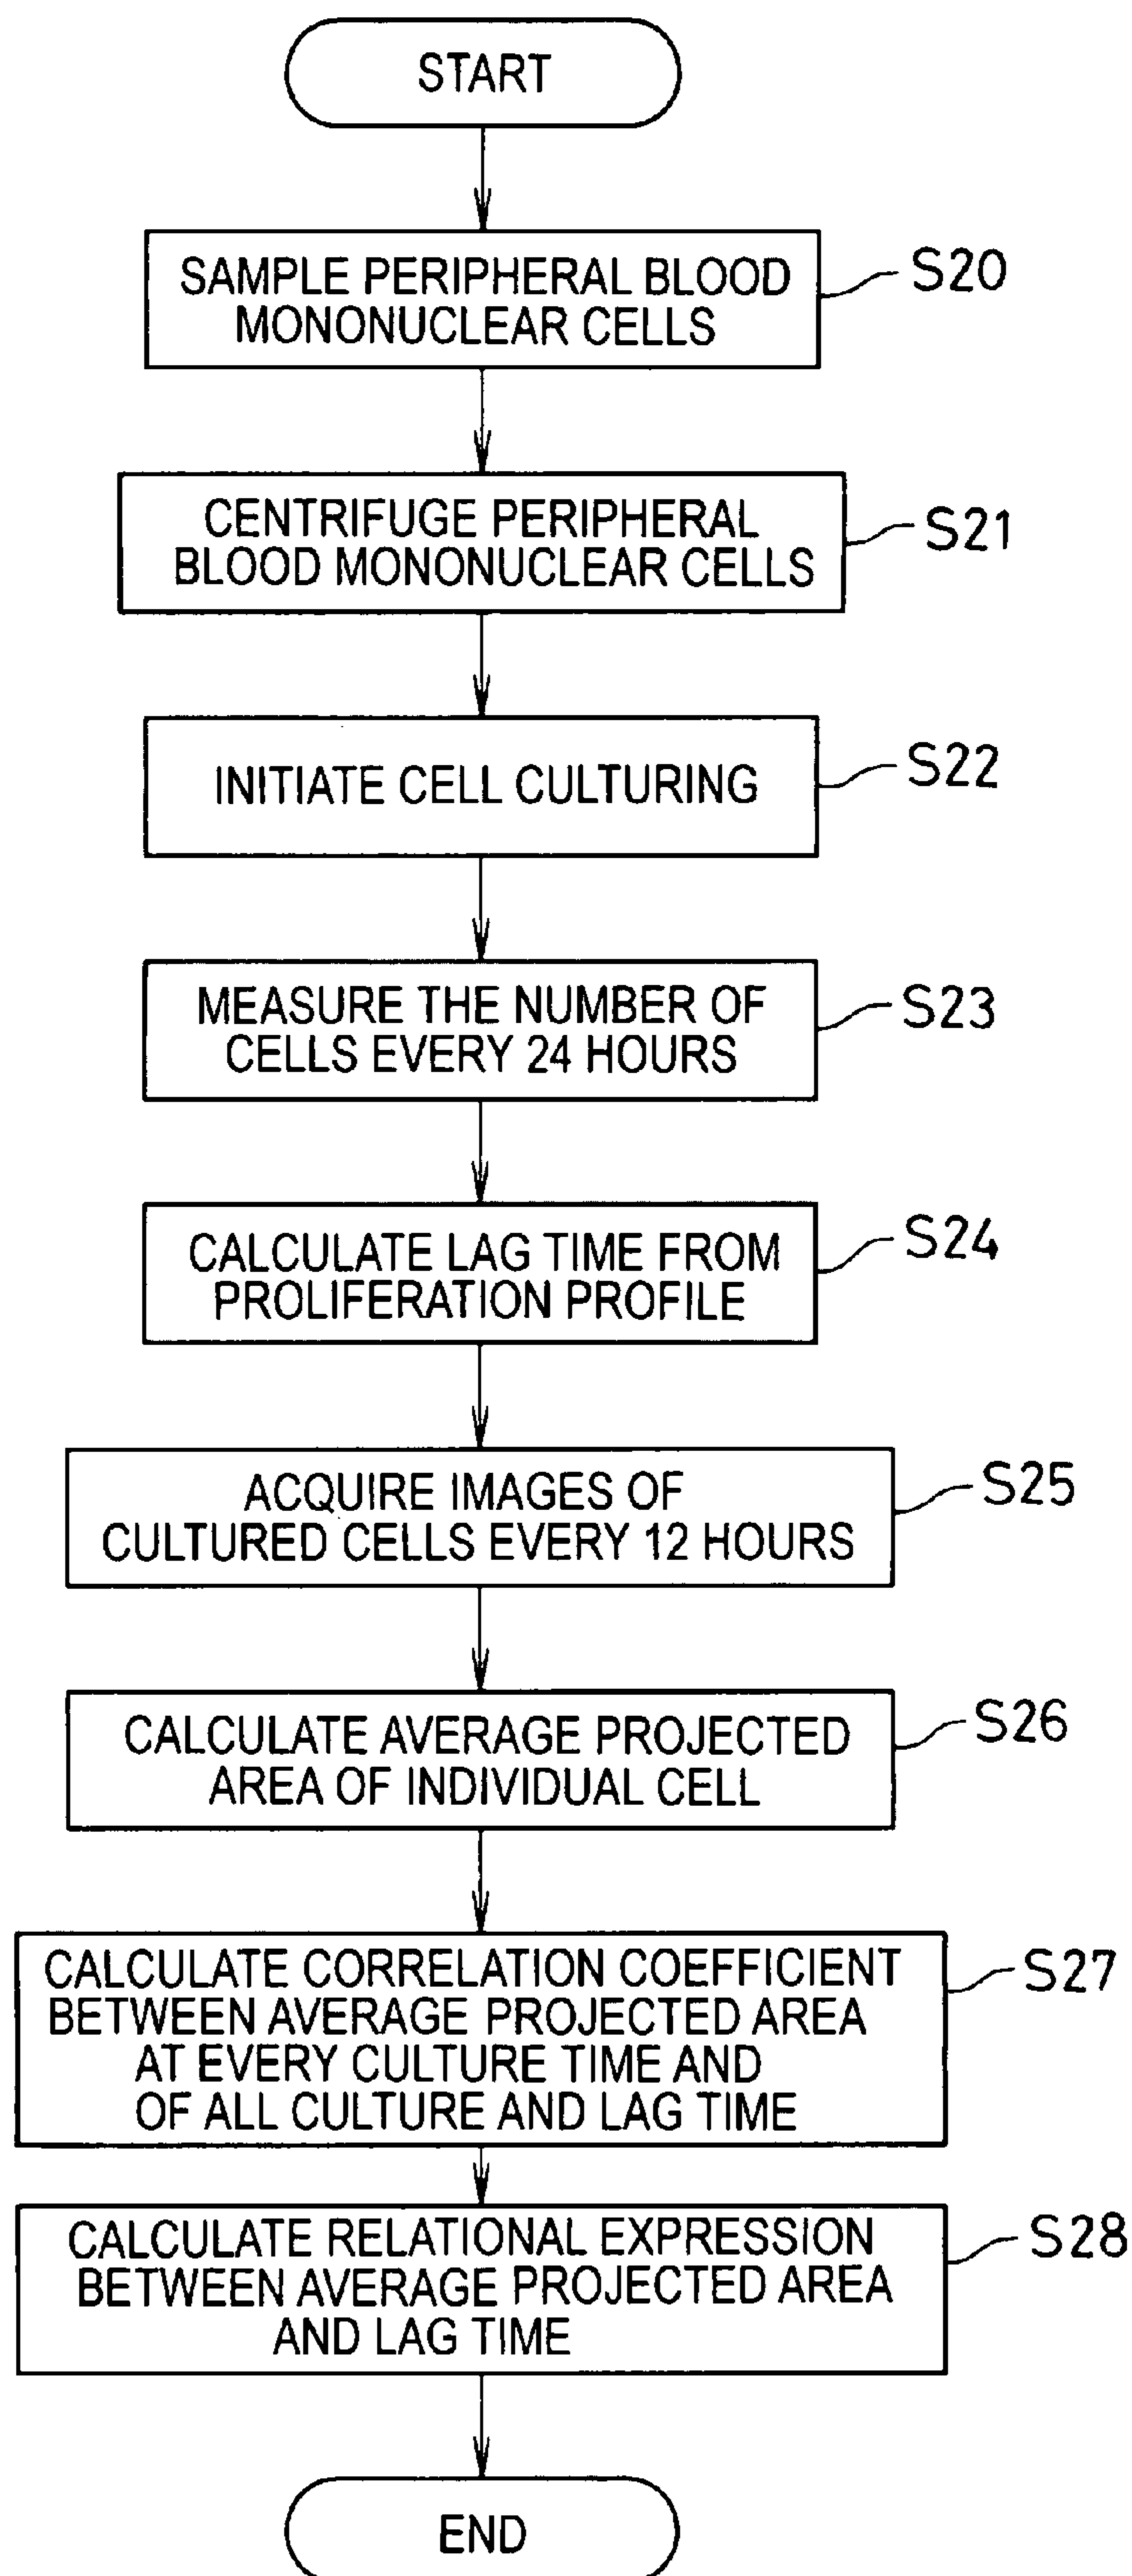 START
SAMPLE PERIPHERAL BLOOD
MONONUCLEAR CELLS
S20
CENTRIFUGE PERIPHERAL
BLOOD MONONUCLEAR CELLS
S21
INITIATE CELL CULTURING
S22
MEASURE THE NUMBER OF
CELLS EVERY 24 HOURS
S23
CALCULATE LAG TIME FROM
PROLIFERATION PROFILE
S24
ACQUIRE IMAGES OF
CULTURED CELLS EVERY 12 HOURS
S25
CALCULATE AVERAGE PROJECTED
AREA OF INDIVIDUAL CELL
S26
CALCULATE CORRELATION COEFFICIENT
BETWEEN AVERAGE PROJECTED AREA
AT EVERY CULTURE TIME AND
OF ALL CULTURE AND LAG TIME
S27
CALCULATE RELATIONAL EXPRESSION
BETWEEN AVERAGE PROJECTED AREA
AND LAG TIME
S28
END